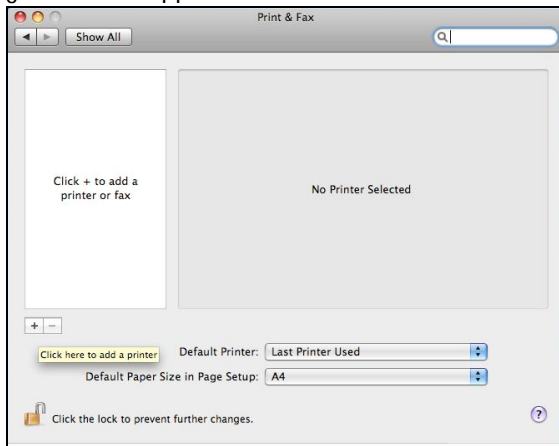 Print & Fax
Show All
Click + to add a
printer or fax
No Printer Selected
+ −
Click here to add a printer
Default Printer: Last Printer Used
Default Paper Size in Page Setup: A4
Click the lock to prevent further changes.
?